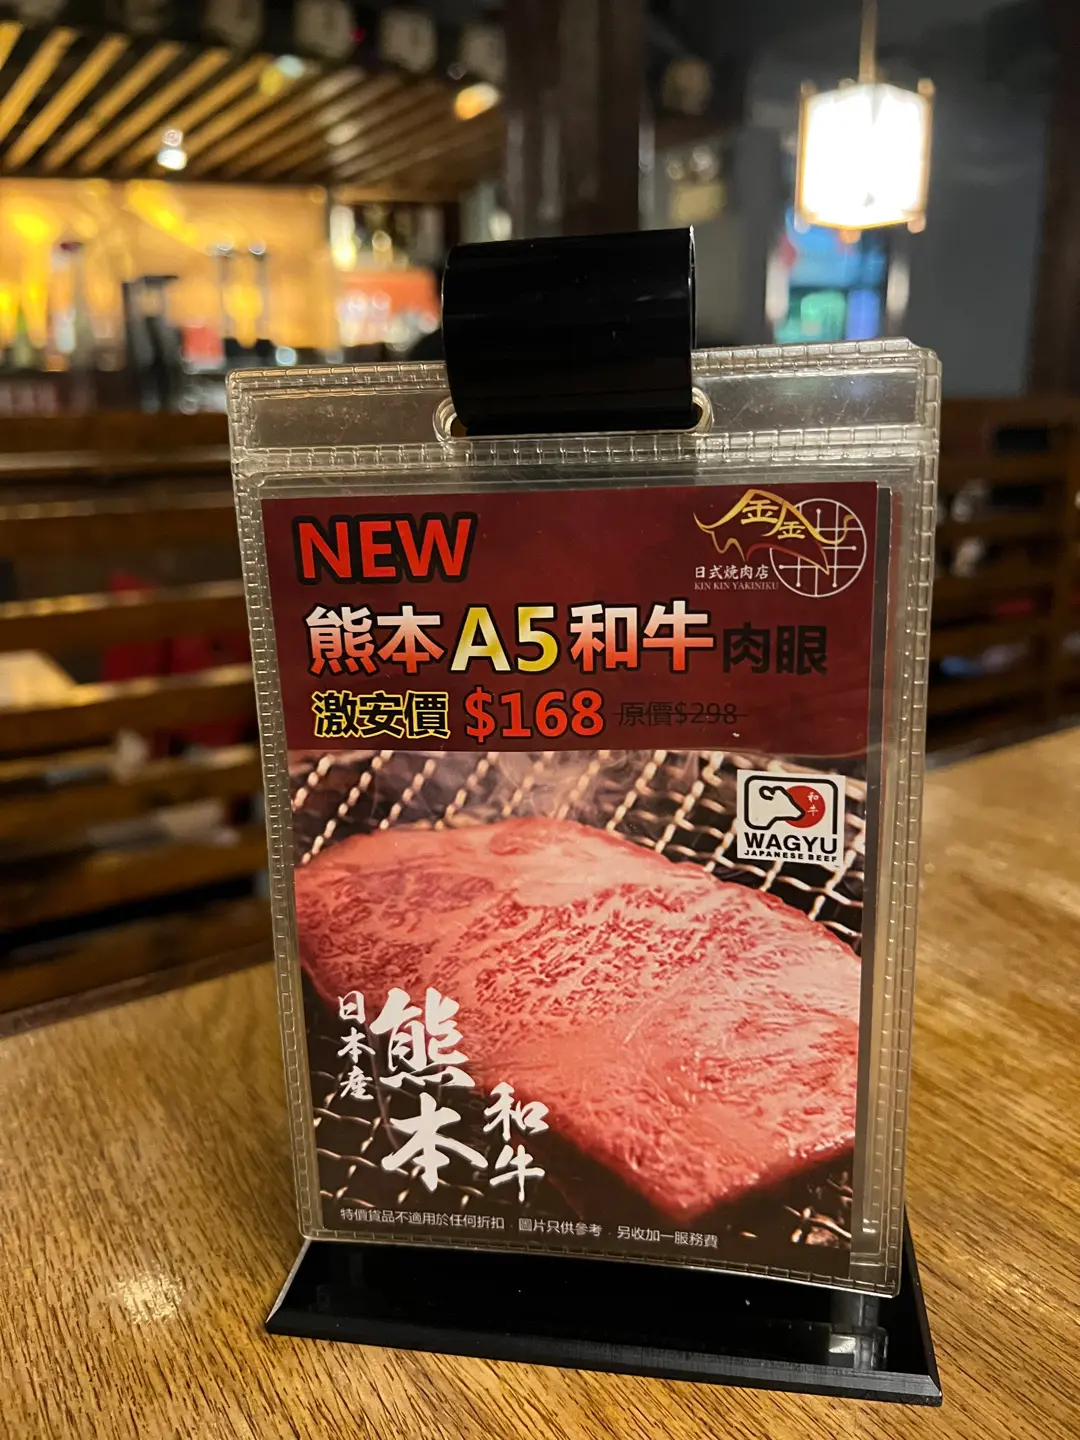 NEW
金金
日式燒肉店
KIN KIN YAKINIKU
熊本A5和牛肉眼
激安價 $168 原價$298
和牛
WAGYU
JAPANESE BEEF
日本産
熊本
和牛
特價貨品不適用於任何折扣．圖片只供參考．另收加一服務費